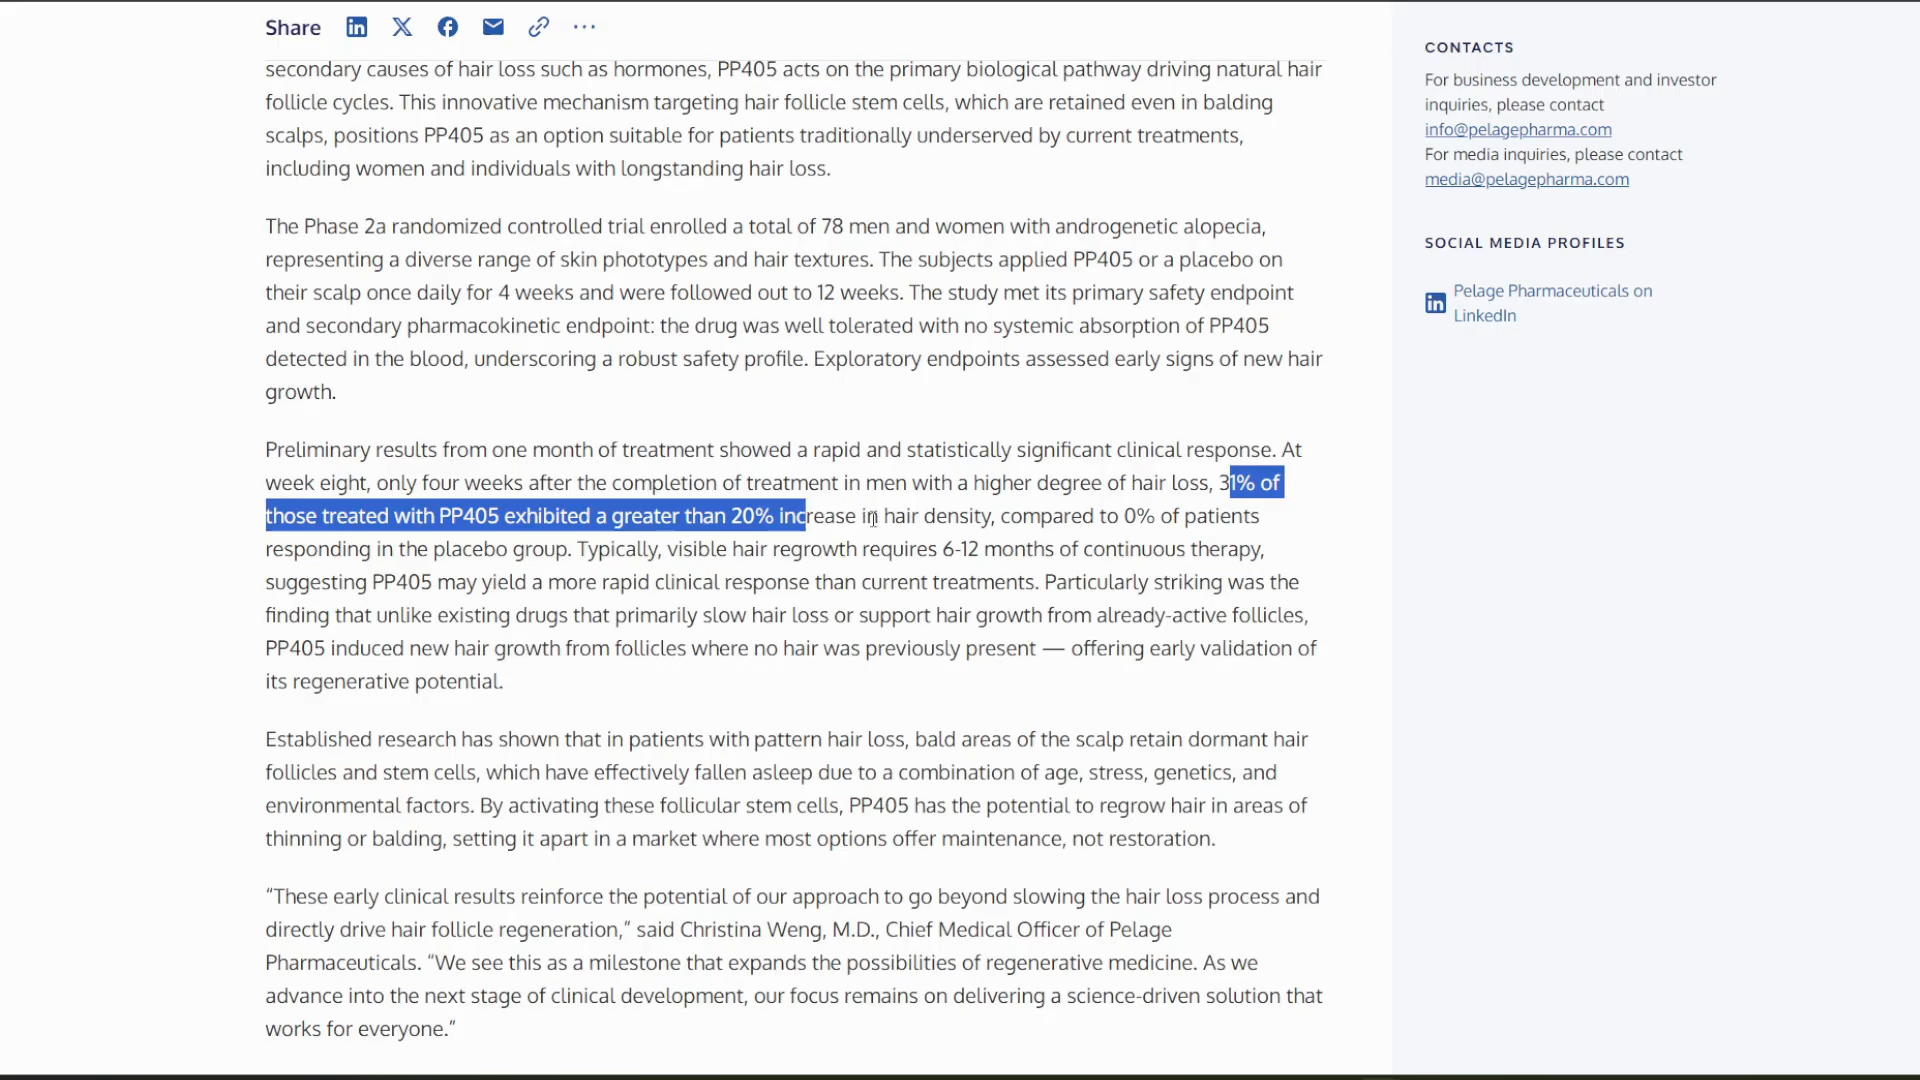 Share
secondary causes of hair loss such as hormones, PP405 acts on the primary biological pathway driving natural hair
follicle cycles. This innovative mechanism targeting hair follicle stem cells, which are retained even in balding
scalps, positions PP405 as an option suitable for patients traditionally underserved by current treatments,
including women and individuals with longstanding hair loss.
The Phase 2a randomized controlled trial enrolled a total of 78 men and women with androgenetic alopecia,
representing a diverse range of skin phototypes and hair textures. The subjects applied PP405 or a placebo on
their scalp once daily for 4 weeks and were followed out to 12 weeks. The study met its primary safety endpoint
and secondary pharmacokinetic endpoint: the drug was well tolerated with no systemic absorption of PP405
detected in the blood, underscoring a robust safety profile. Exploratory endpoints assessed early signs of new hair
growth.
Preliminary results from one month of treatment showed a rapid and statistically significant clinical response. At
week eight, only four weeks after the completion of treatment in men with a higher degree of hair loss, 31% of
those treated with PP405 exhibited a greater than 20% increase in hair density, compared to 0% of patients
responding in the placebo group. Typically, visible hair regrowth requires 6-12 months of continuous therapy,
suggesting PP405 may yield a more rapid clinical response than current treatments. Particularly striking was the
finding that unlike existing drugs that primarily slow hair loss or support hair growth from already-active follicles,
PP405 induced new hair growth from follicles where no hair was previously present — offering early validation of
its regenerative potential.
Established research has shown that in patients with pattern hair loss, bald areas of the scalp retain dormant hair
follicles and stem cells, which have effectively fallen asleep due to a combination of age, stress, genetics, and
environmental factors. By activating these follicular stem cells, PP405 has the potential to regrow hair in areas of
thinning or balding, setting it apart in a market where most options offer maintenance, not restoration.
“These early clinical results reinforce the potential of our approach to go beyond slowing the hair loss process and
directly drive hair follicle regeneration,” said Christina Weng, M.D., Chief Medical Officer of Pelage
Pharmaceuticals. “We see this as a milestone that expands the possibilities of regenerative medicine. As we
advance into the next stage of clinical development, our focus remains on delivering a science-driven solution that
works for everyone.”
CONTACTS
For business development and investor
inquiries, please contact
info@pelagepharma.com
For media inquiries, please contact
media@pelagepharma.com
SOCIAL MEDIA PROFILES
Pelage Pharmaceuticals on
LinkedIn